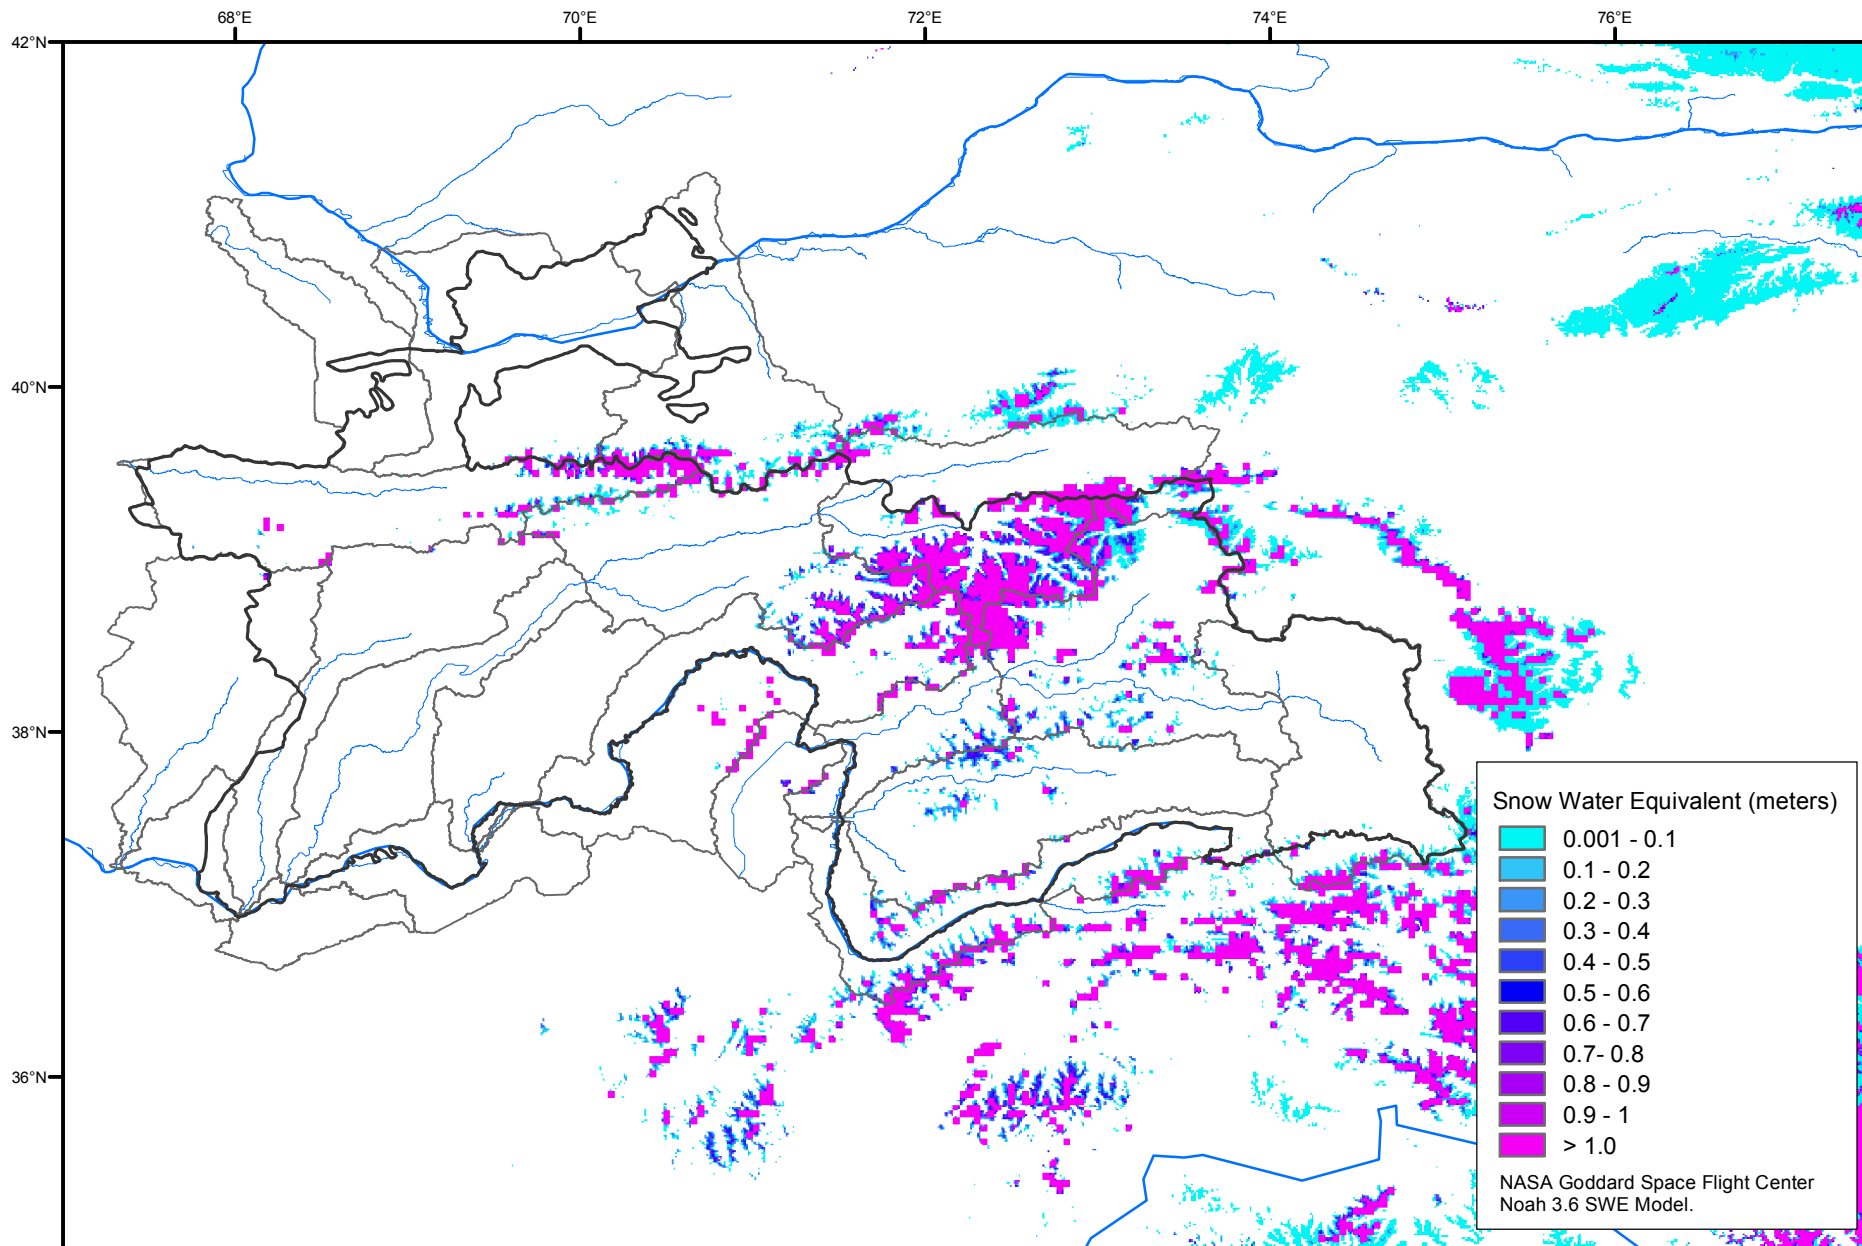 68°E
70°E
72°E
74°E
76°E
42°N
40°N
38°N
36°N
Snow Water Equivalent (meters)
0.001 - 0.1
0.1 - 0.2
0.2 - 0.3
0.3 - 0.4
0.4 - 0.5
0.5 - 0.6
0.6 - 0.7
0.7- 0.8
0.8 - 0.9
0.9 - 1
> 1.0
NASA Goddard Space Flight Center
Noah 3.6 SWE Model.